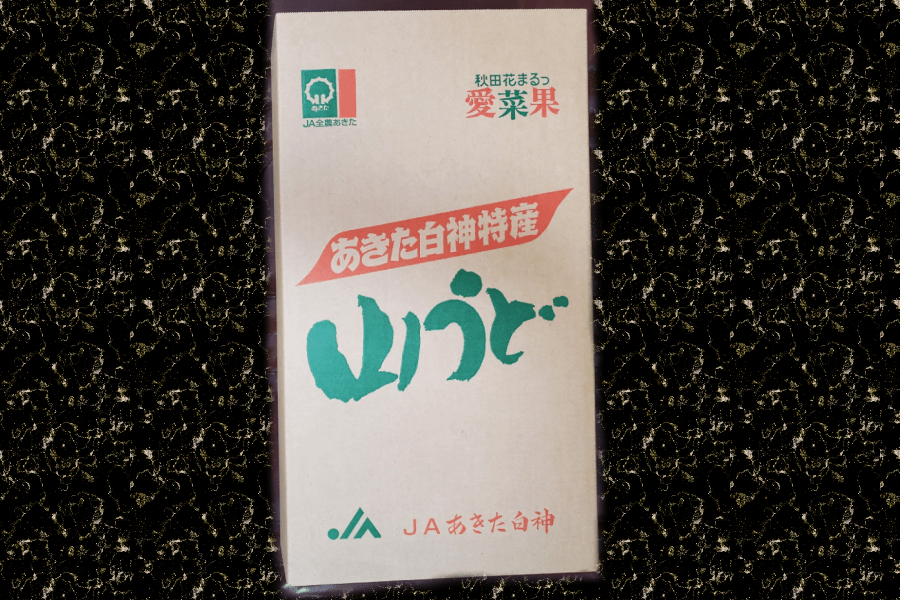 あきた
JA全農あきた
秋田花まるっ
愛菜果
あきた白神特産
山うど
JA
JAあきた白神